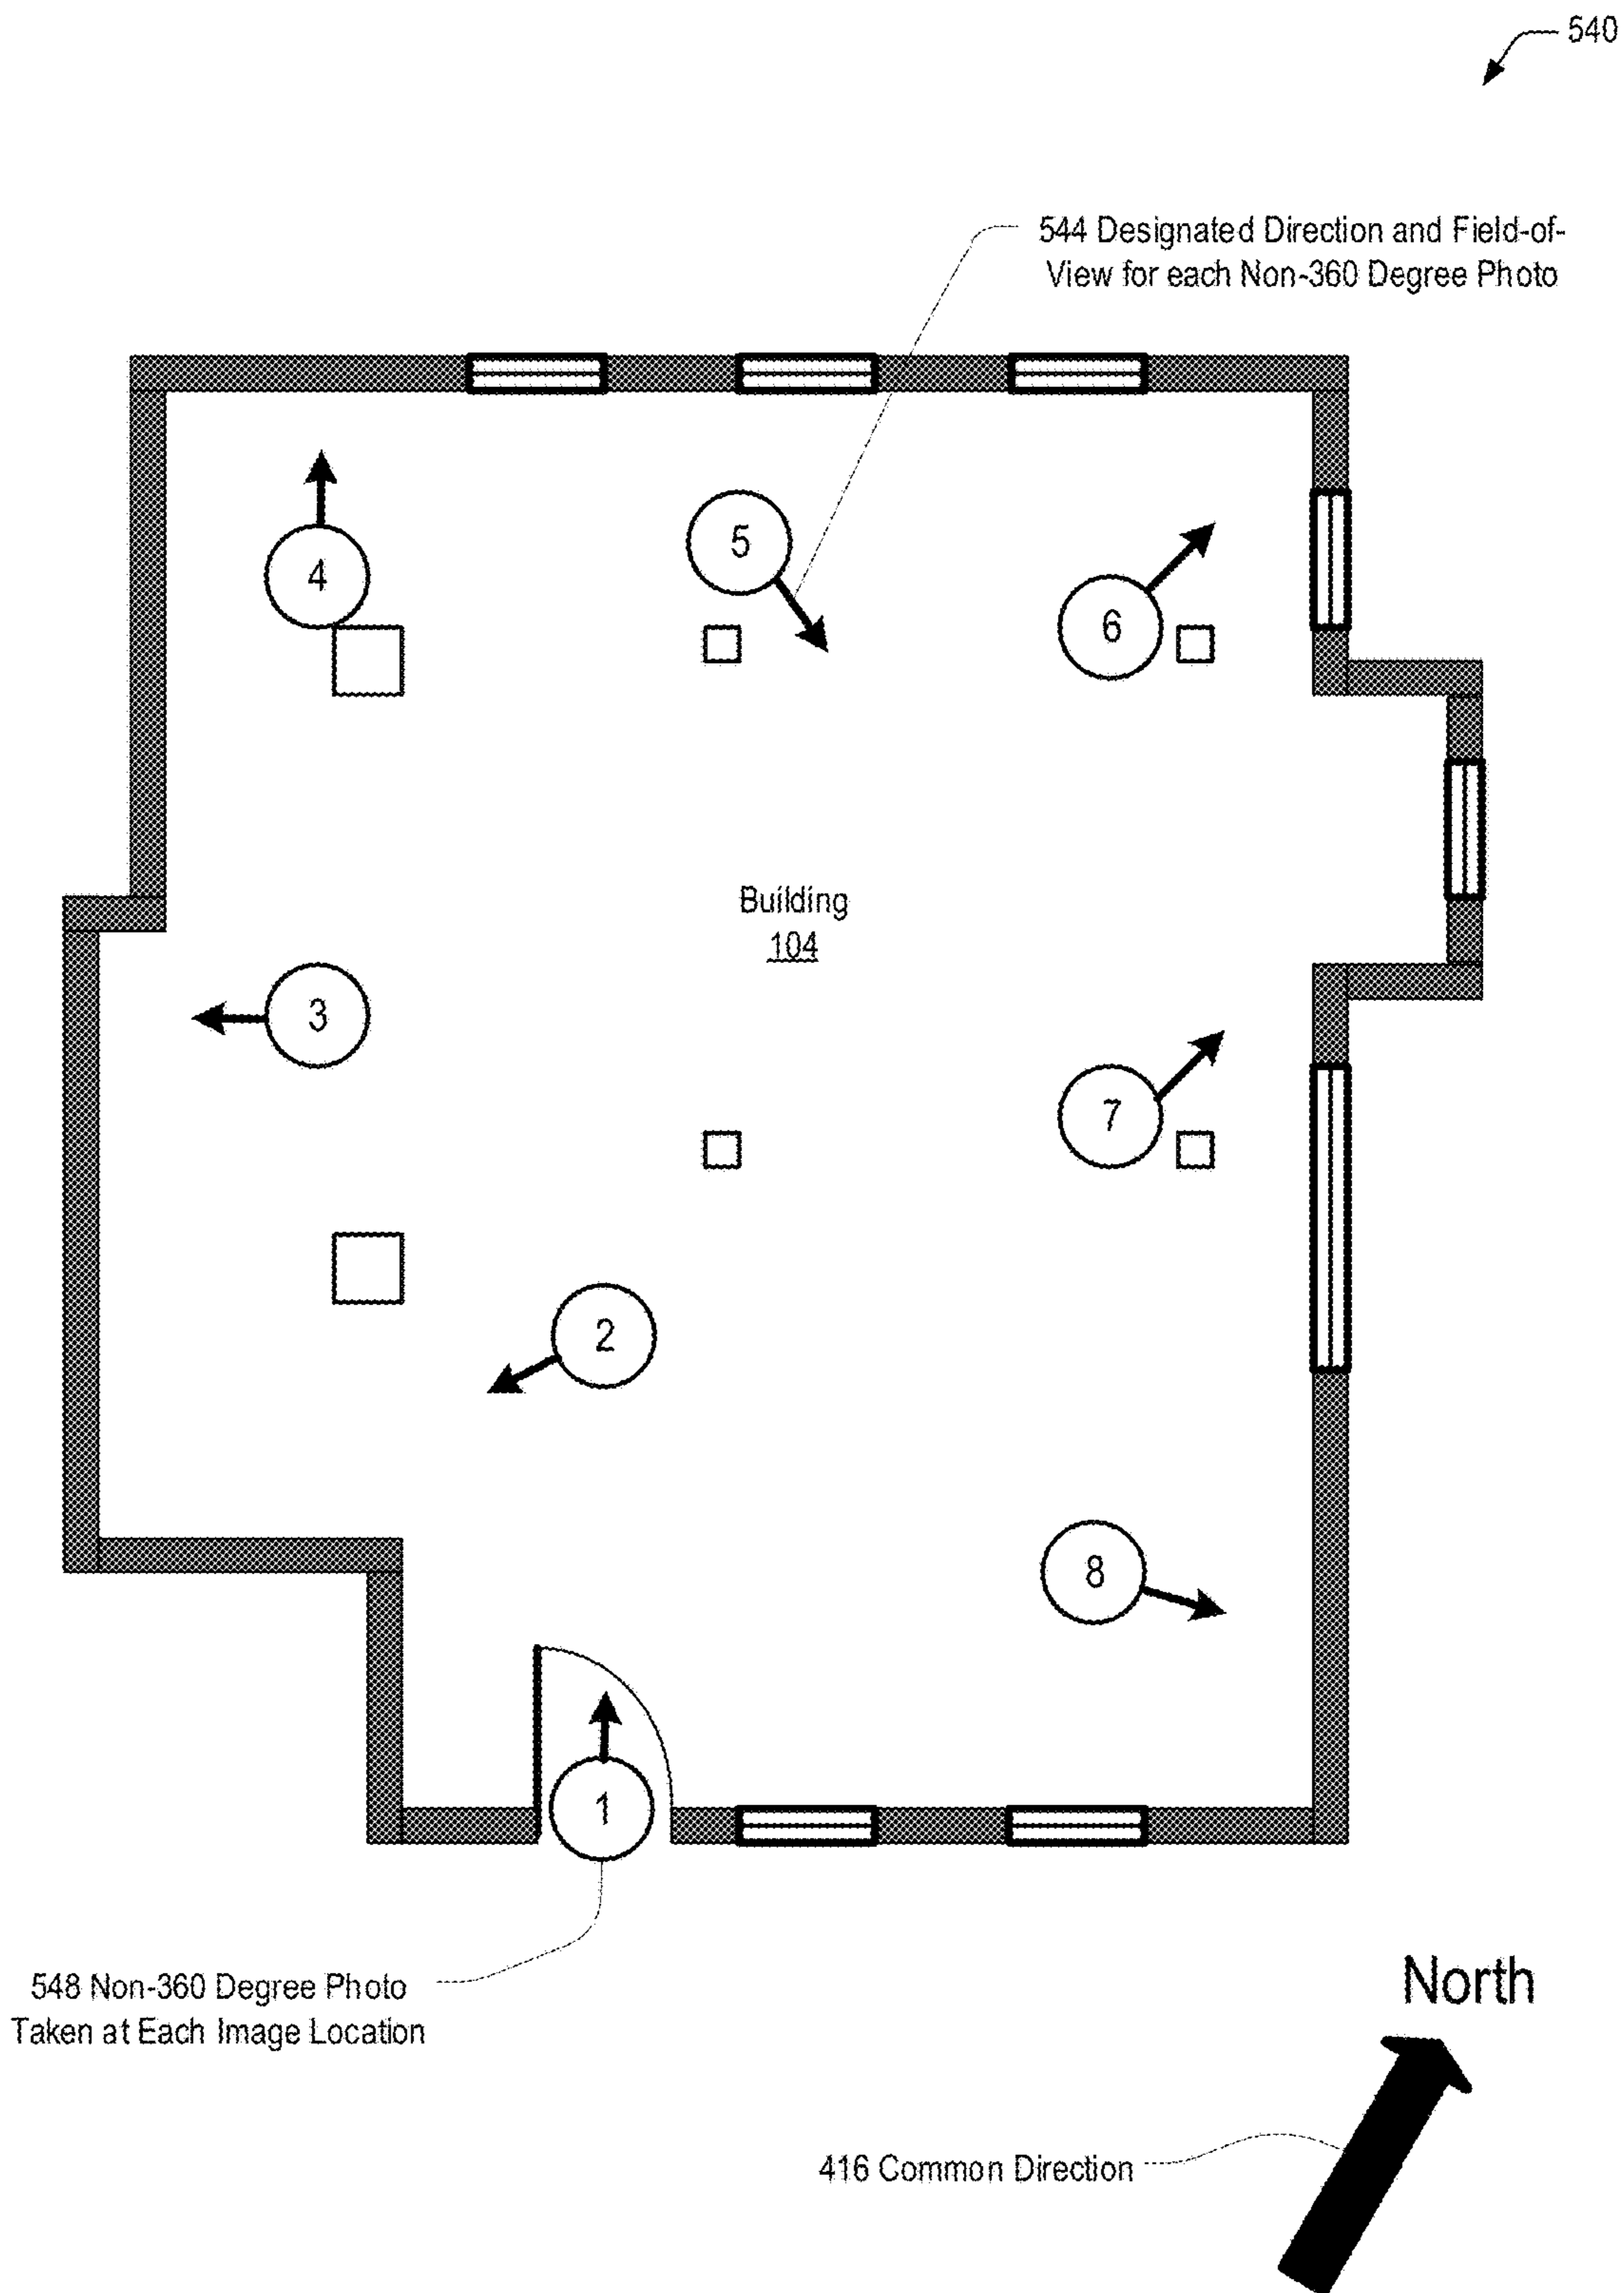 540
544 Designated Direction and Field-of-
View for each Non-360 Degree Photo
5
4
6
Building
104
3
7
2
8
1
548 Non-360 Degree Photo
Taken at Each Image Location
North
416 Common Direction